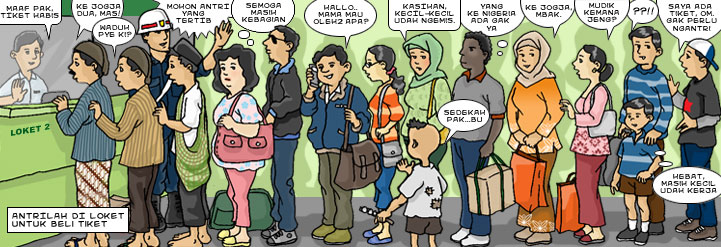 MAAF PAK,
TIKET HABIS
KE JOGJA
DUA, MAS!
WADUH
PYE KI?
MOHON ANTRI
YANG
TERTIB
SEMOGA
MASIH
KEBAGIAN
HALLO..
MAMA MAU
OLEH2 APA?
KASIHAN,
KECIL-KECIL
UDAH NGEMIS.
YANG
KE NIGERIA
ADA GAK
YA
KE JOGJA,
MBAK.
MUDIK
KEMANA
JENG?
??!!
SAYA ADA
TIKET, OM,
GAK PERLU
NGANTRI!
SEDEKAH
PAK...BU
HEBAT,
MASIH KECIL
UDAH KERJA
LOKET 2
ANTRILAH DI LOKET
UNTUK BELI TIKET